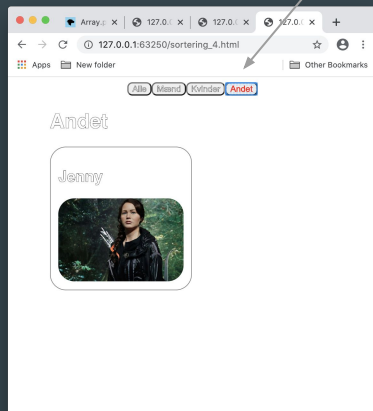 Array.p
127.0.
127.0.
127.0.
127.0.0.1:63250/sortering_4.html
Apps New folder Other Bookmarks
Alle Mænd Kvinder Andet
Andet
Jenny